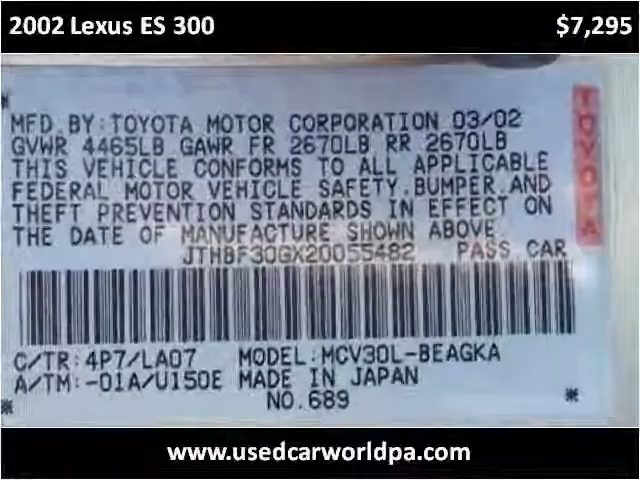 2002 Lexus ES 300 $7,295
MFD. BY: TOYOTA MOTOR CORPORATION 03/02
GVWR 4465LB GAWR FR 2670LB RR 2670LB
THIS VEHICLE CONFORMS TO ALL APPLICABLE
FEDERAL MOTOR VEHICLE SAFETY, BUMPER, AND
THEFT PREVENTION STANDARDS IN EFFECT ON
THE DATE OF MANUFACTURE SHOWN ABOVE.
JTHBF30GX20055482 PASS CAR
TOYOTA
C/TR: 4P7/LA07 MODEL: MCV30L-BEAGKA
A/TM: -01A/U150E MADE IN JAPAN
* NO. 689 *
www.usedcarworldpa.com